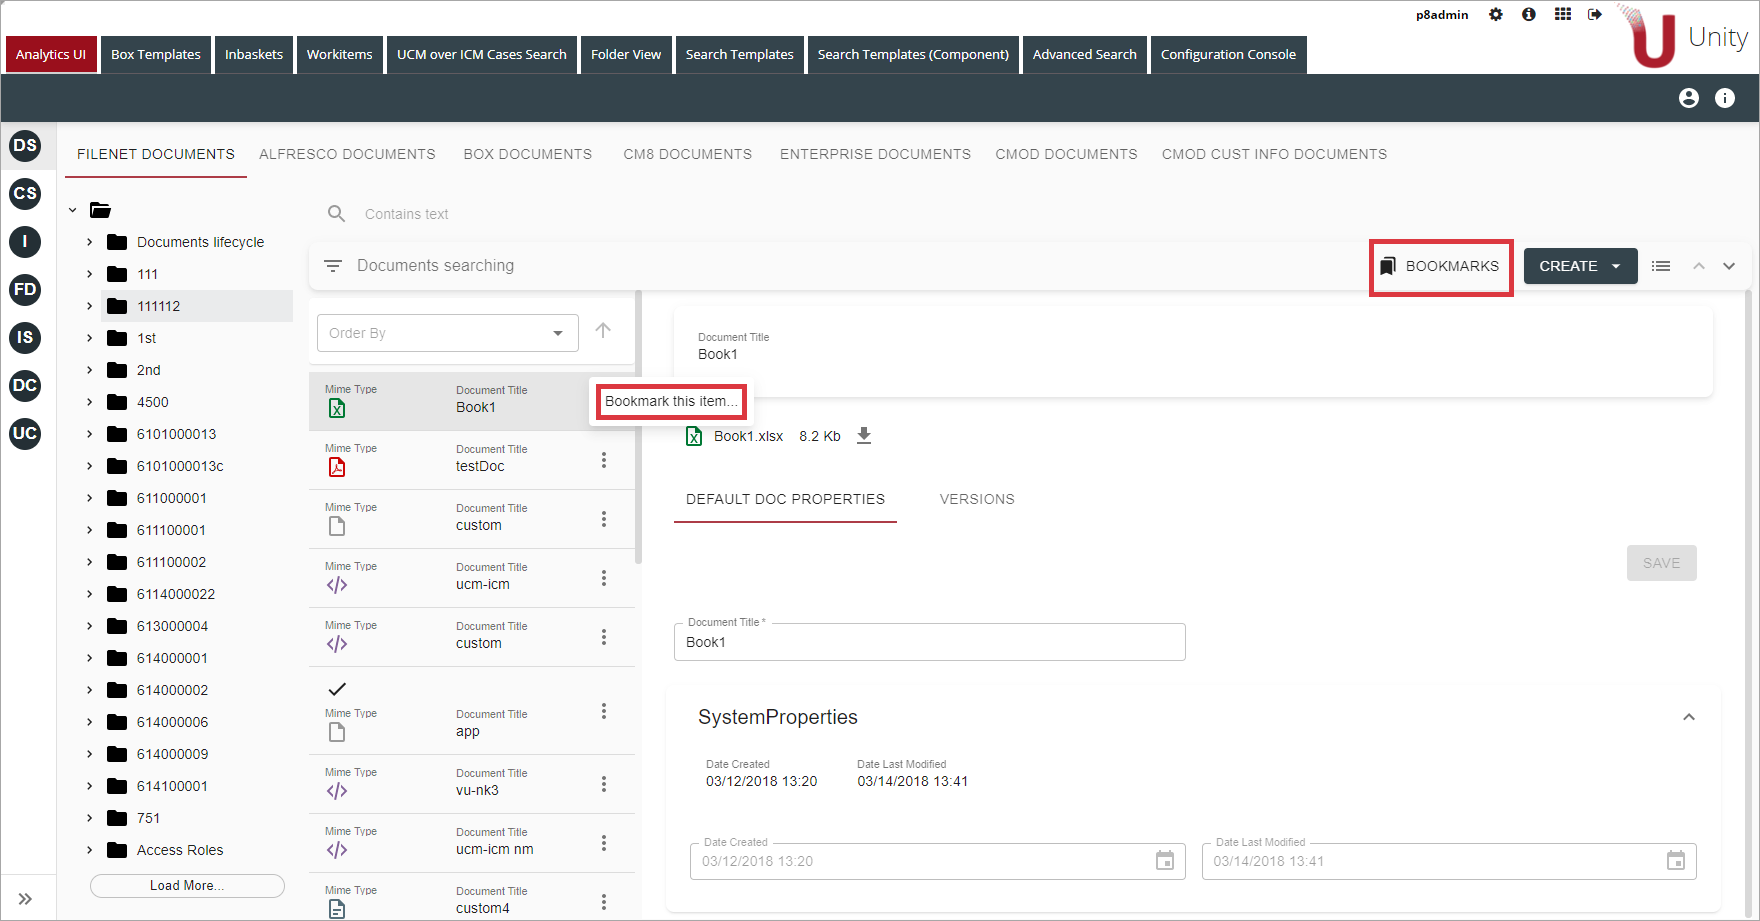 p8admin
Unity
Analytics UI
Box Templates
Inbaskets
Workitems
UCM over ICM Cases Search
Folder View
Search Templates
Search Templates (Component)
Advanced Search
Configuration Console
DS
CS
I
FD
IS
DC
UC
FILENET DOCUMENTS
ALFRESCO DOCUMENTS
BOX DOCUMENTS
CM8 DOCUMENTS
ENTERPRISE DOCUMENTS
CMOD DOCUMENTS
CMOD CUST INFO DOCUMENTS
Documents lifecycle
111
111112
1st
2nd
4500
6101000013
6101000013c
611000001
611100001
611100002
6114000022
613000004
614000001
614000002
614000006
614000009
614100001
751
Access Roles
Load More...
Contains text
Documents searching
BOOKMARKS
CREATE
Order By
Mime Type
Document Title
Book1
Bookmark this item...
Mime Type
Document Title
testDoc
Mime Type
Document Title
custom
Mime Type
Document Title
ucm-icm
Mime Type
Document Title
custom
Mime Type
Document Title
app
Mime Type
Document Title
vu-nk3
Mime Type
Document Title
ucm-icm nm
Mime Type
Document Title
custom4
Document Title
Book1
Book1.xlsx 8.2 Kb
DEFAULT DOC PROPERTIES
VERSIONS
SAVE
Document Title *
Book1
SystemProperties
Date Created
03/12/2018 13:20
Date Last Modified
03/14/2018 13:41
Date Created
03/12/2018 13:20
Date Last Modified
03/14/2018 13:41